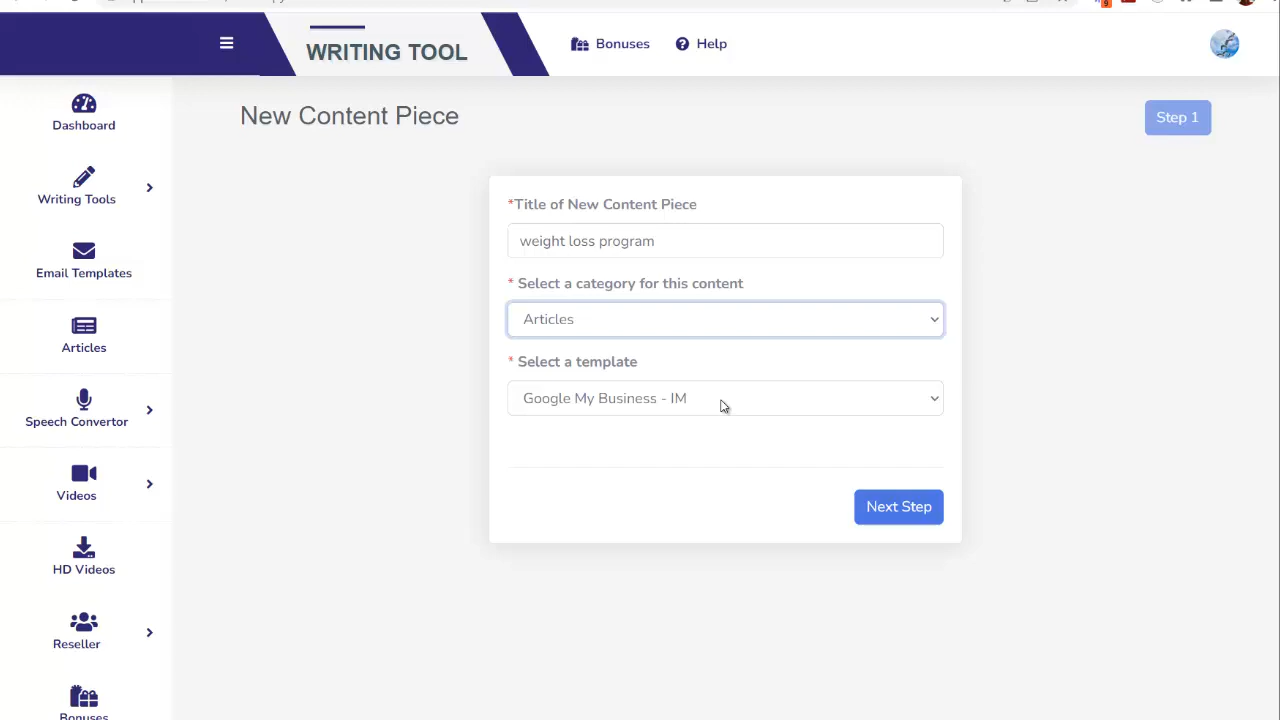 9
WRITING TOOL
Bonuses
Help
Dashboard
Writing Tools
Email Templates
Articles
Speech Convertor
Videos
HD Videos
Reseller
Bonuses
New Content Piece
Step 1
*Title of New Content Piece
weight loss program
* Select a category for this content
Articles
* Select a template
Google My Business - IM
Next Step